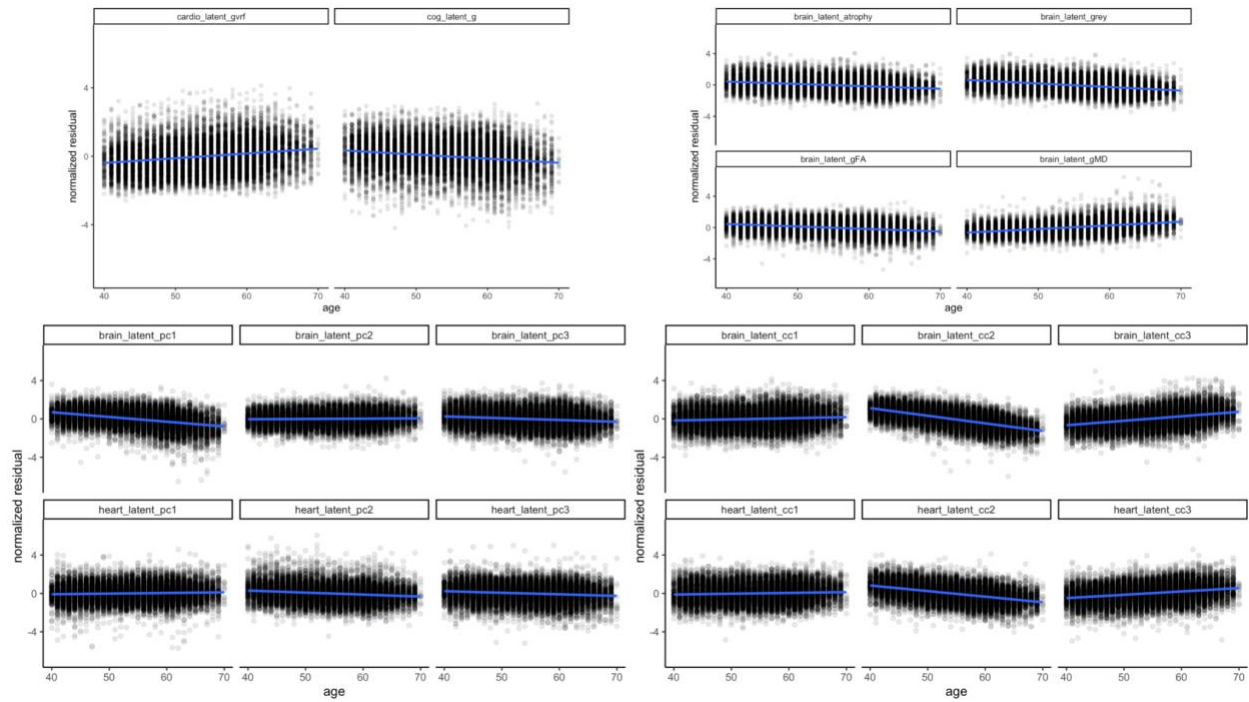 cardio_latent_gvrf
cog_latent_g
normalized residual
4
0
-4
40
50
60
70
40
50
60
70
age
brain_latent_atrophy
brain_latent_grey
4
0
-4
brain_latent_gFA
brain_latent_gMD
4
0
-4
normalized residual
40
50
60
70
40
50
60
70
age
brain_latent_pc1
brain_latent_pc2
brain_latent_pc3
4
0
-4
heart_latent_pc1
heart_latent_pc2
heart_latent_pc3
4
0
-4
normalized residual
40
50
60
70
40
50
60
70
40
50
60
70
age
brain_latent_cc1
brain_latent_cc2
brain_latent_cc3
4
0
-4
heart_latent_cc1
heart_latent_cc2
heart_latent_cc3
4
0
-4
normalized residual
40
50
60
70
40
50
60
70
40
50
60
70
age